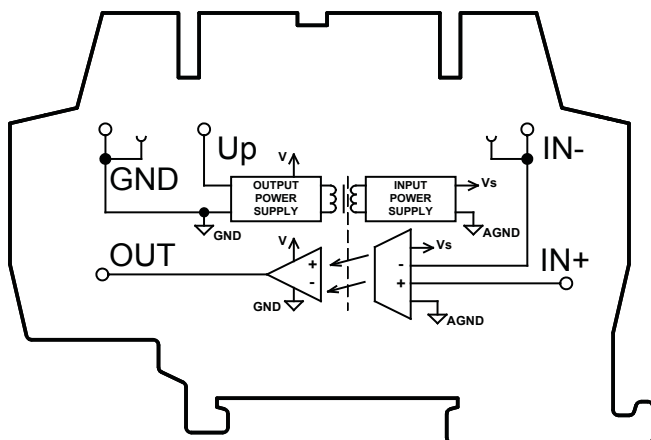 Up
IN-
GND
V
OUTPUT
POWER
SUPPLY
INPUT
POWER
SUPPLY
Vs
GND
AGND
OUT
V
+
-
GND
Vs
-
+
AGND
IN+